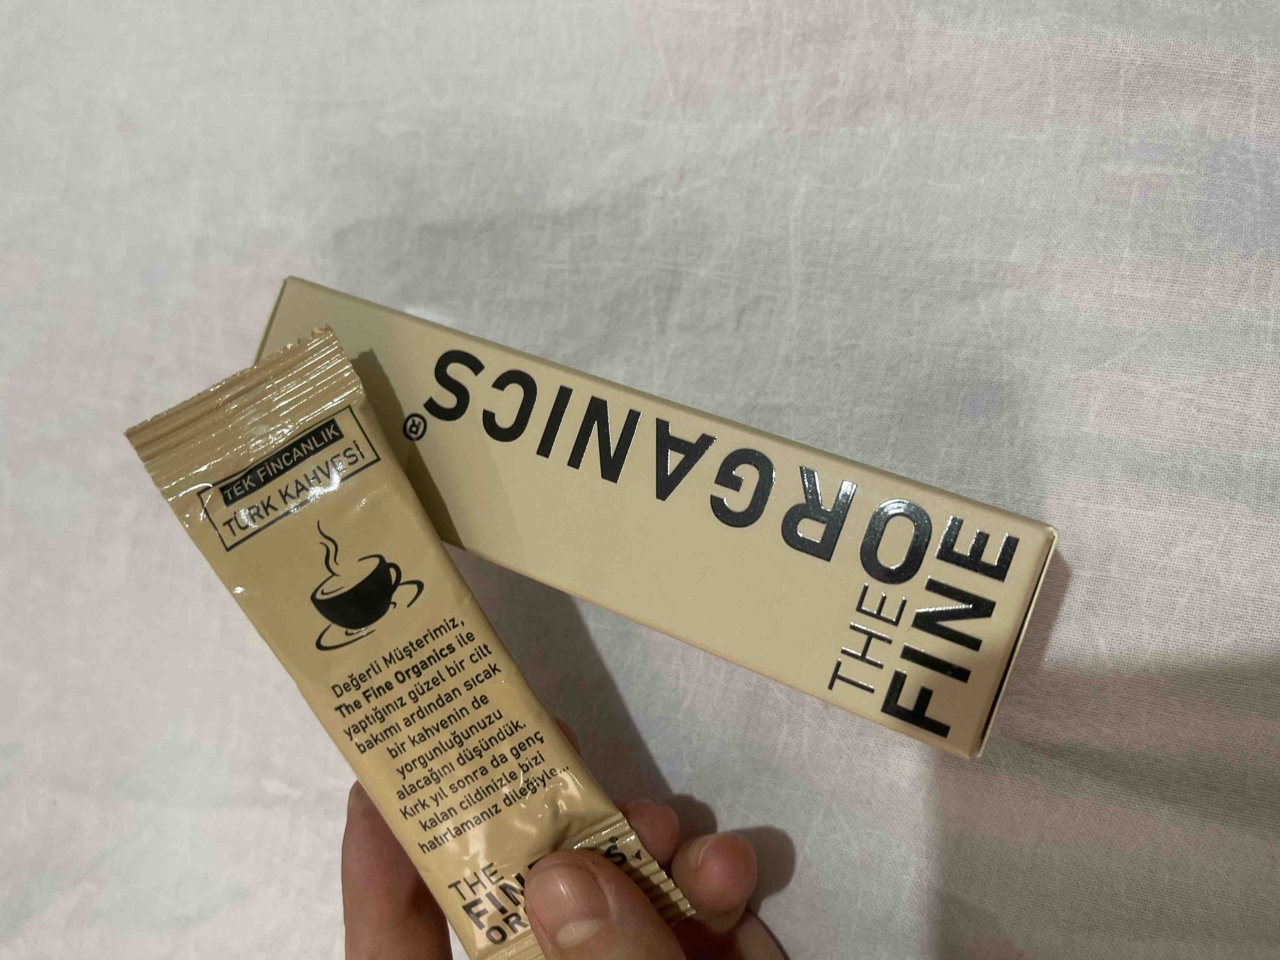 TEK FİNCANLIK
TÜRK KAHVESİ
Değerli Müşterimiz,
The Fine Organics ile
yaptığınız güzel bir cilt
bakımı ardından sıcak
bir kahvenin de
yorgunluğunuzu
alacağını düşündük.
Kırk yıl sonra da genç
kalan cildinizle bizi
hatırlamanız dileğiyle...
THE
THE
FINE
ORGANICS®